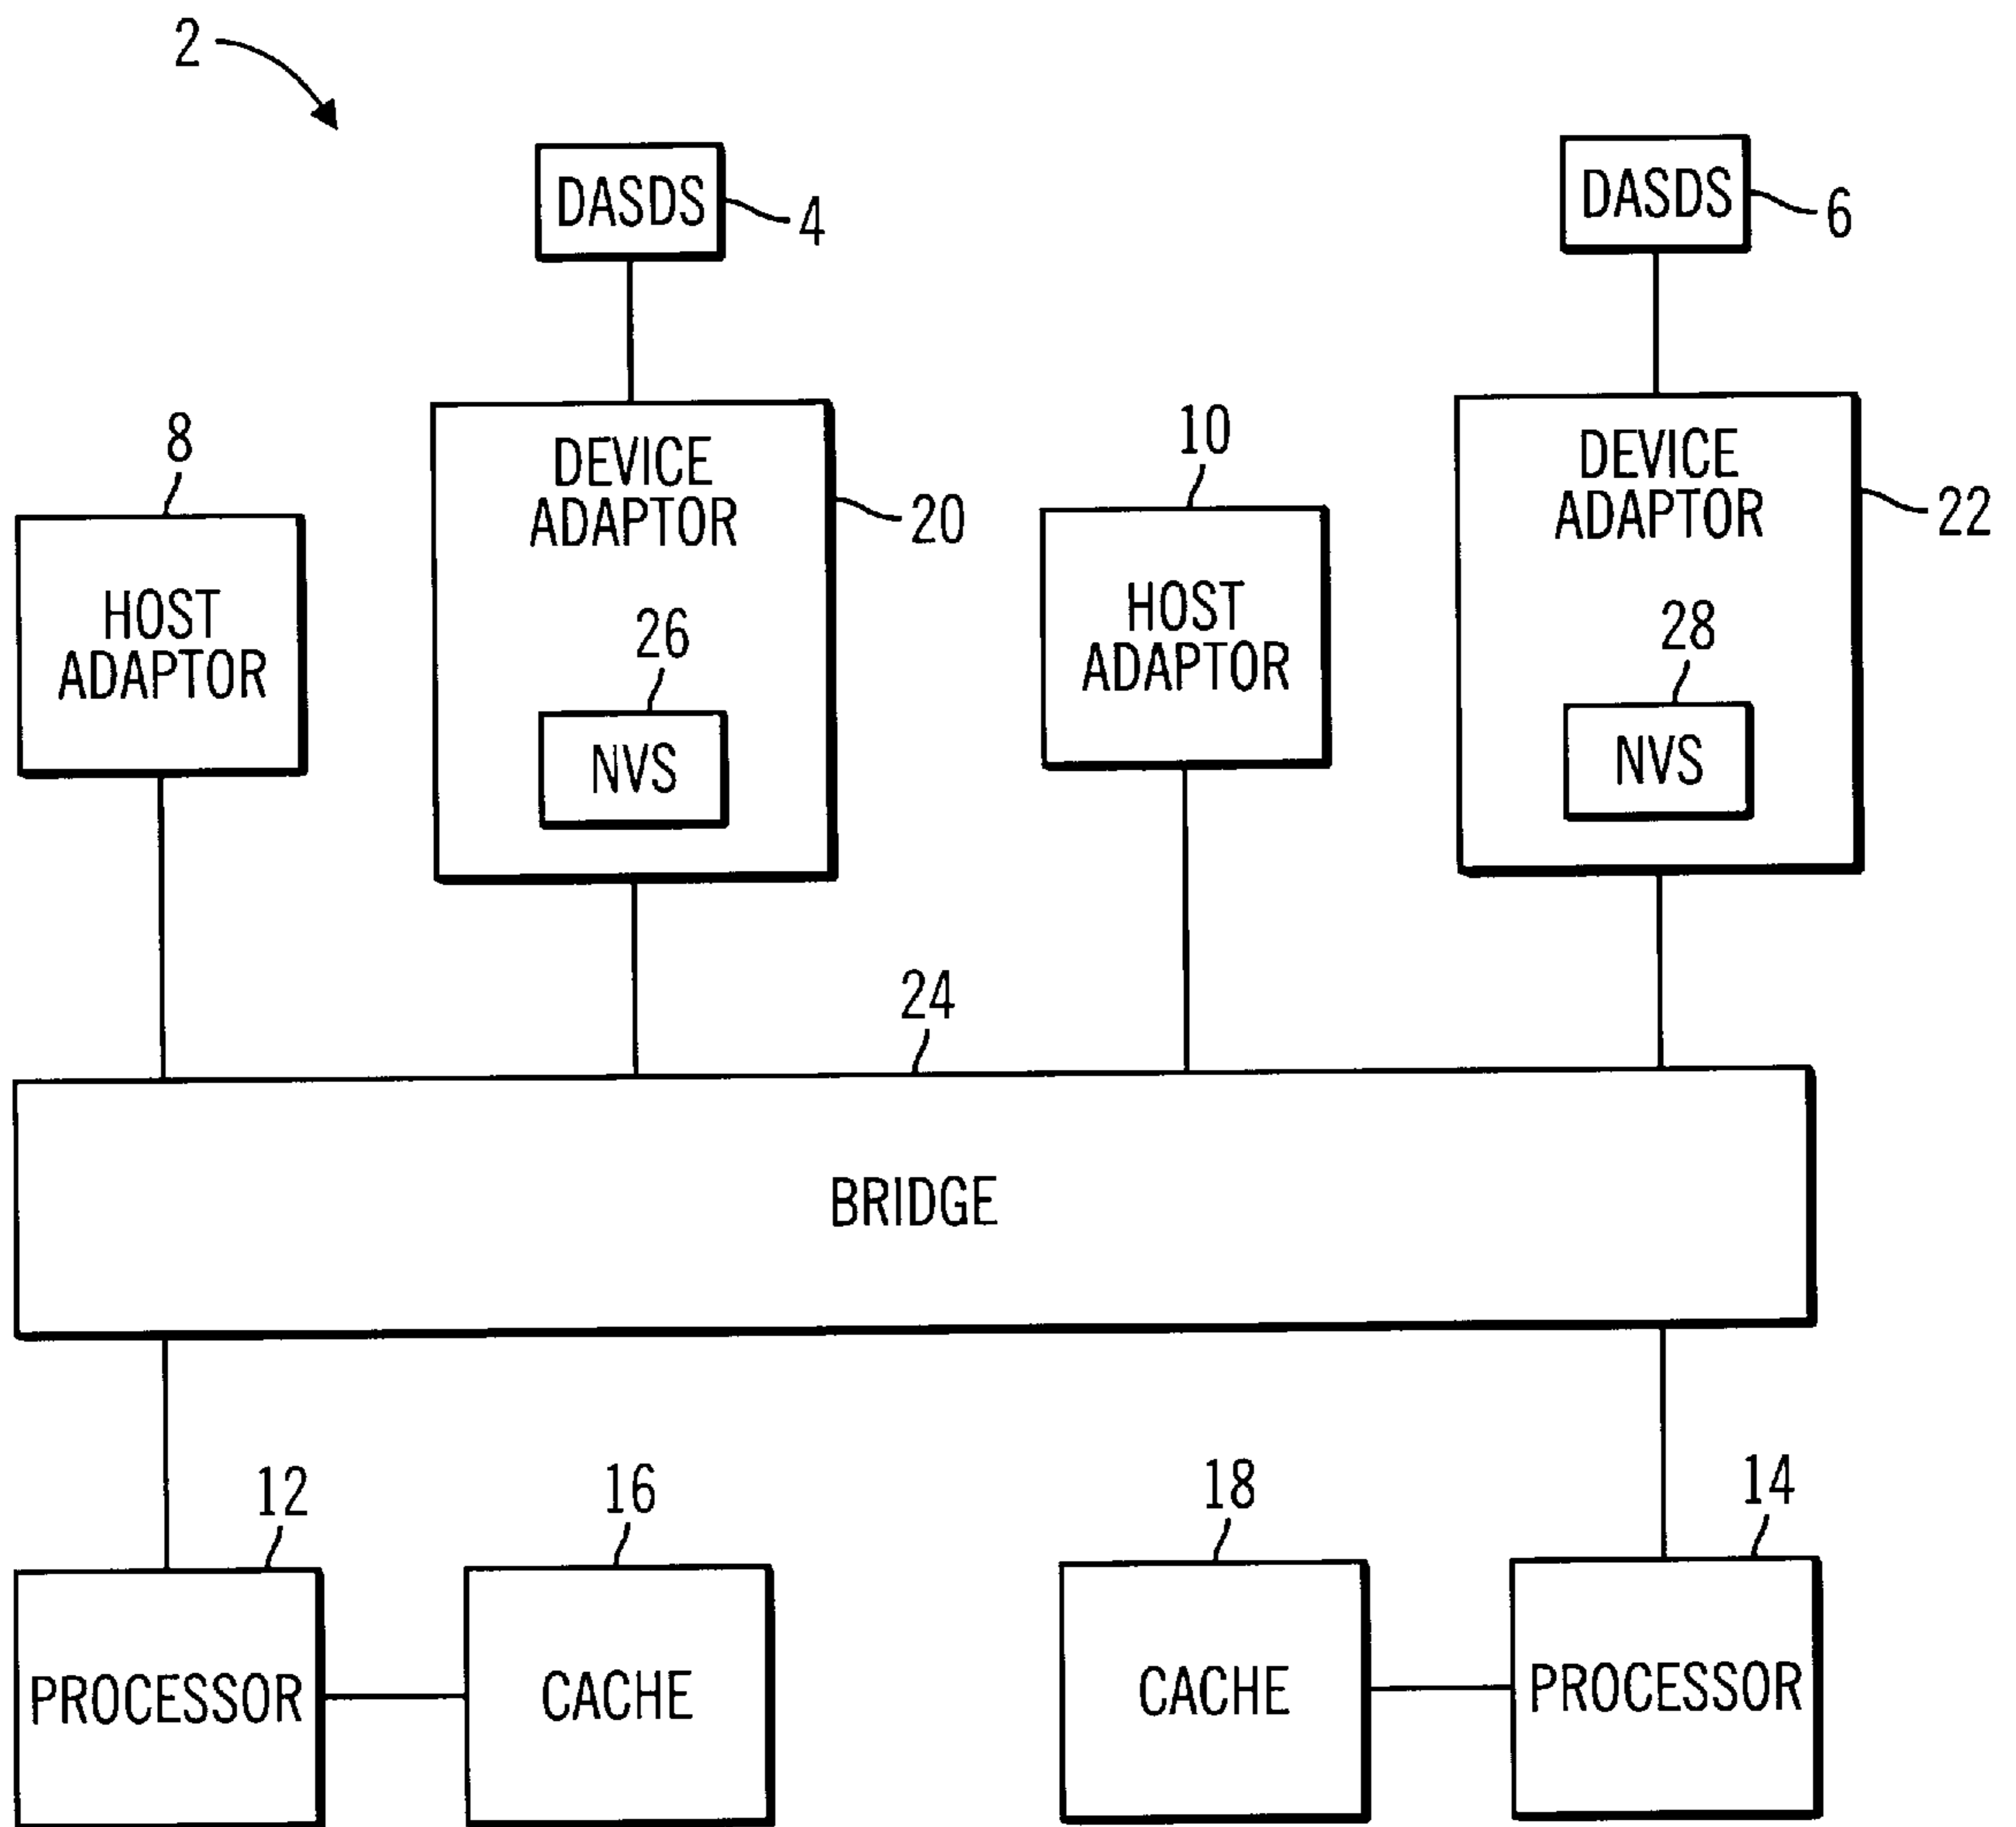 2
DASDS
4
DASDS
6
8
HOST
ADAPTOR
DEVICE
ADAPTOR
20
26
NVS
10
HOST
ADAPTOR
DEVICE
ADAPTOR
22
28
NVS
24
BRIDGE
12
PROCESSOR
16
CACHE
18
CACHE
14
PROCESSOR